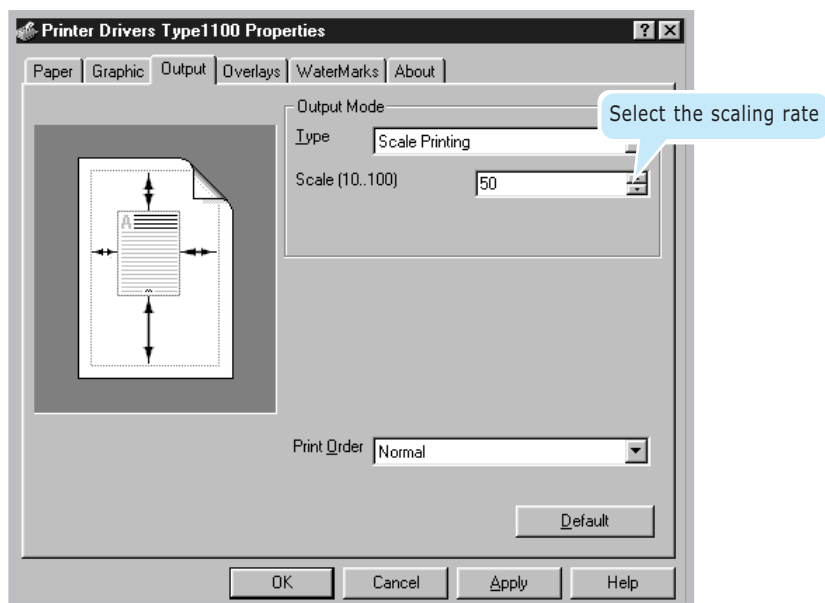 Printer Drivers Type1100 Properties
? X
Paper Graphic Output Overlays WaterMarks About
Output Mode
Select the scaling rate
Type Scale Printing
Scale (10..100) 50
A
Print Order Normal
Default
OK Cancel Apply Help